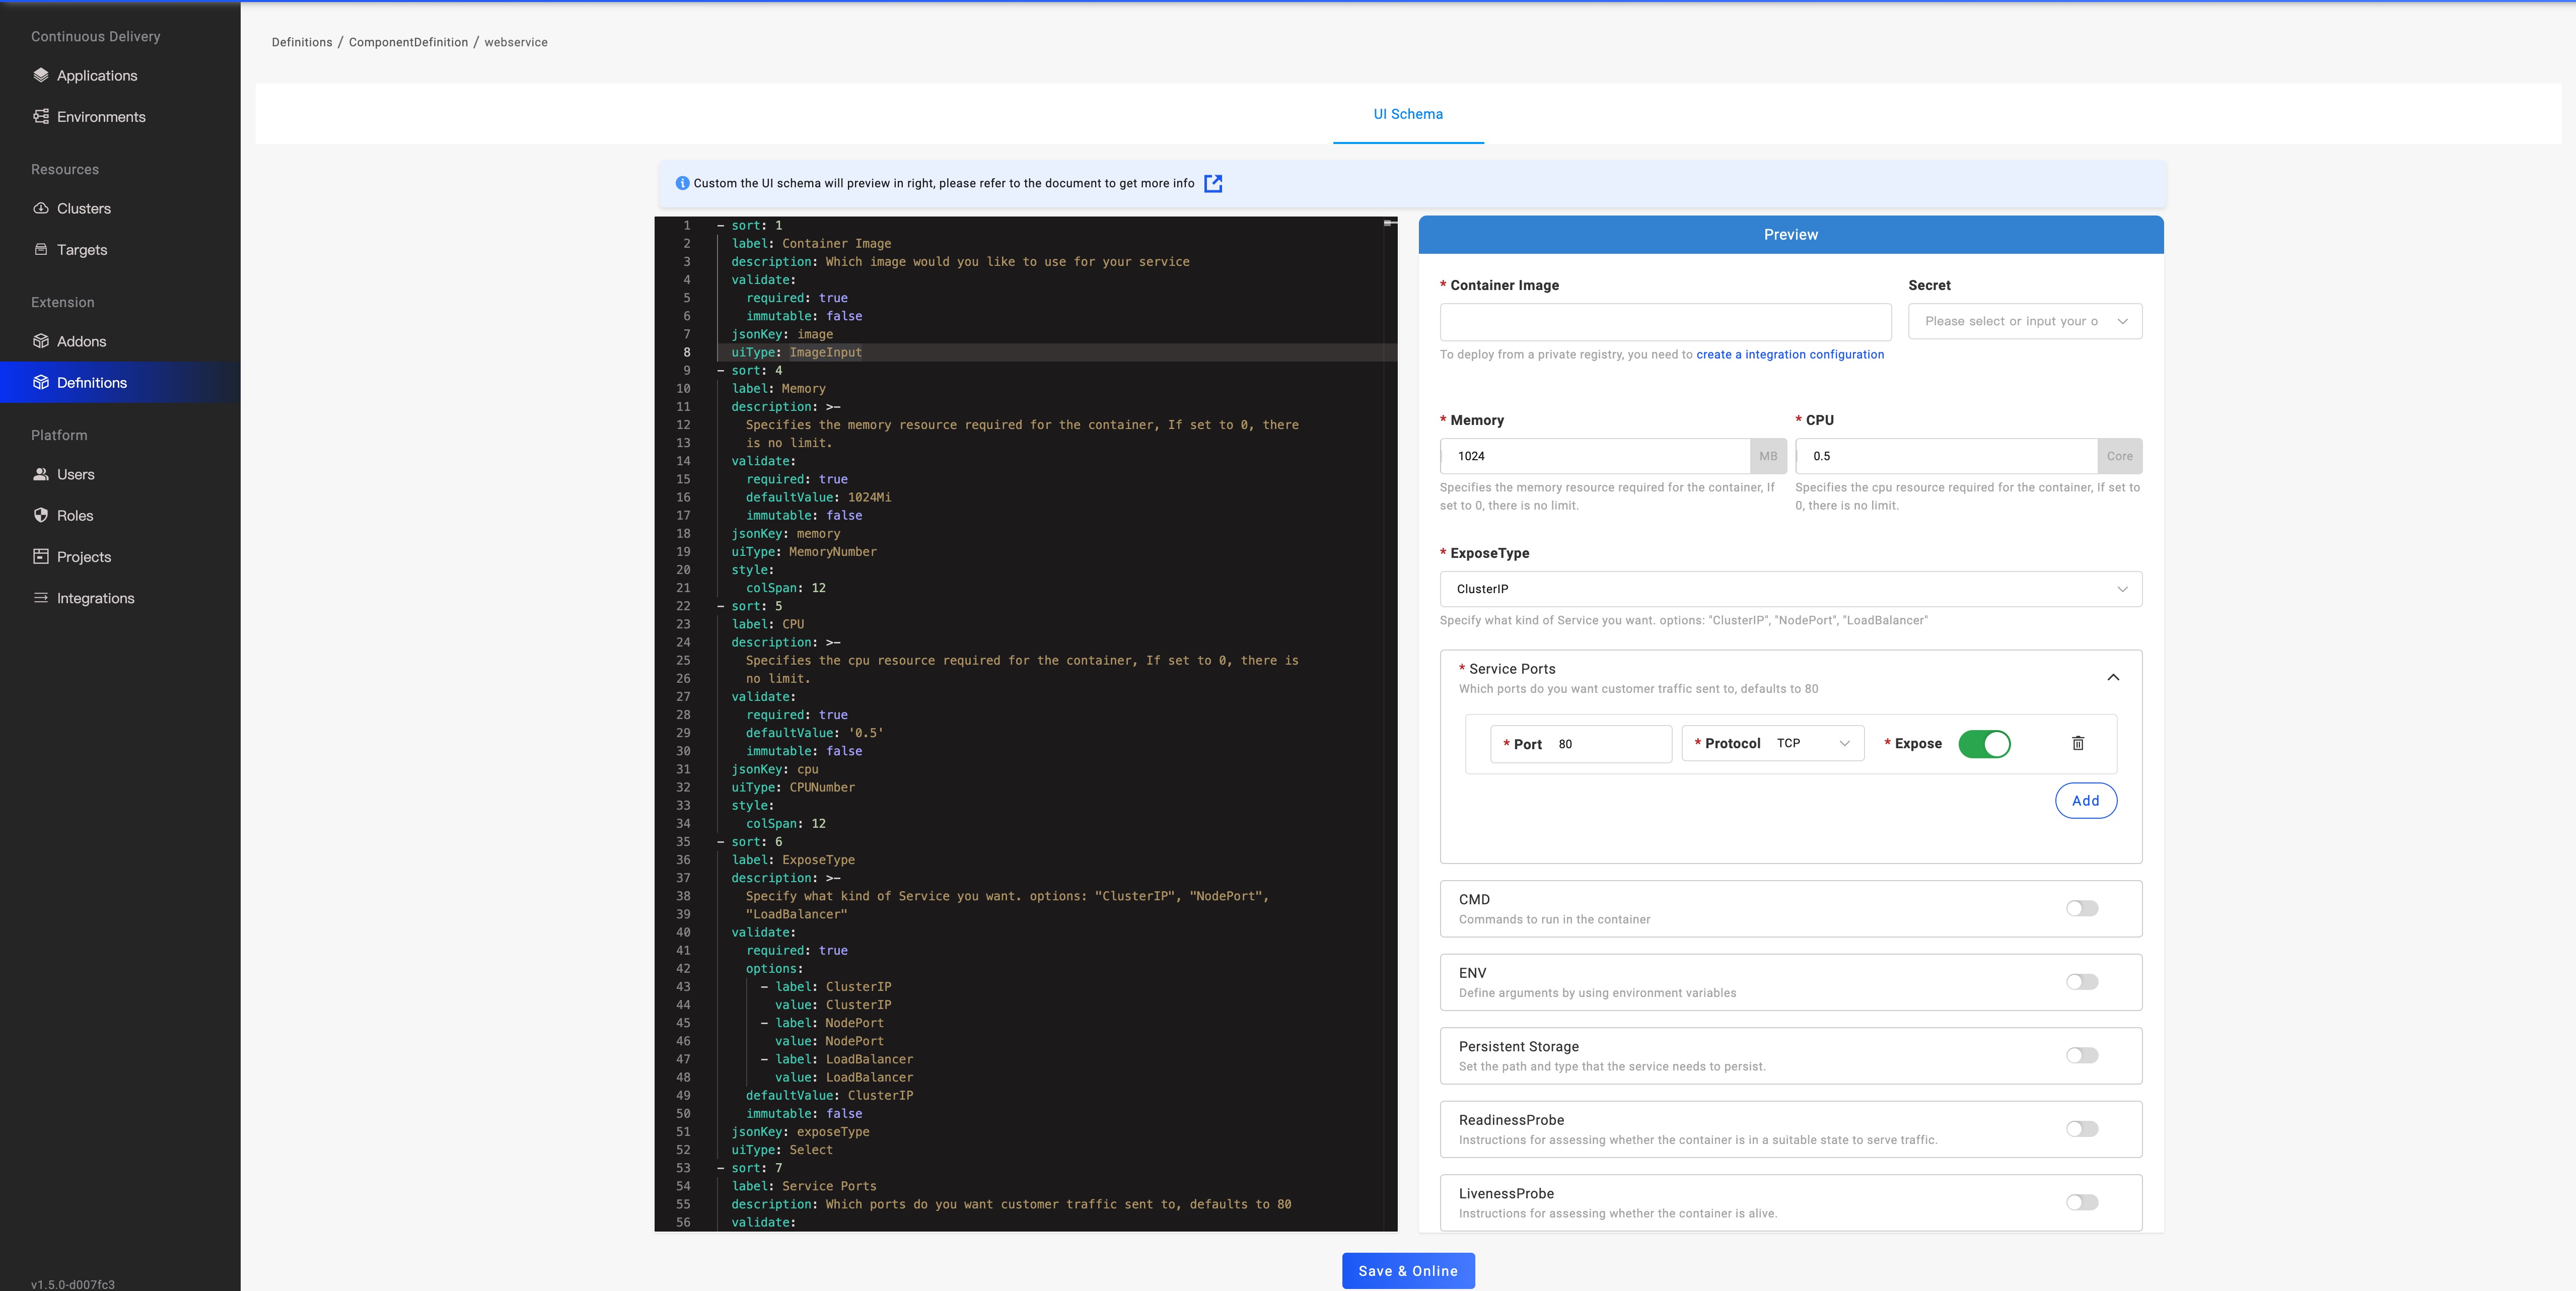 Continuous Delivery
Applications
Environments
Resources
Clusters
Targets
Extension
Addons
Definitions
Platform
Users
Roles
Projects
Integrations
v1.5.0-d007fc3
Definitions / ComponentDefinition / webservice
UI Schema
Custom the UI schema will preview in right, please refer to the document to get more info
1 - sort: 1
2 label: Container Image
3 description: Which image would you like to use for your service
4 validate:
5 required: true
6 immutable: false
7 jsonKey: image
8 uiType: ImageInput
9 - sort: 4
10 label: Memory
11 description: >-
12 Specifies the memory resource required for the container, If set to 0, there
13 is no limit.
14 validate:
15 required: true
16 defaultValue: 1024Mi
17 immutable: false
18 jsonKey: memory
19 uiType: MemoryNumber
20 style:
21 colSpan: 12
22 - sort: 5
23 label: CPU
24 description: >-
25 Specifies the cpu resource required for the container, If set to 0, there is
26 no limit.
27 validate:
28 required: true
29 defaultValue: '0.5'
30 immutable: false
31 jsonKey: cpu
32 uiType: CPUNumber
33 style:
34 colSpan: 12
35 - sort: 6
36 label: ExposeType
37 description: >-
38 Specify what kind of Service you want. options: "ClusterIP", "NodePort",
39 "LoadBalancer"
40 validate:
41 required: true
42 options:
43 - label: ClusterIP
44 value: ClusterIP
45 - label: NodePort
46 value: NodePort
47 - label: LoadBalancer
48 value: LoadBalancer
49 defaultValue: ClusterIP
50 immutable: false
51 jsonKey: exposeType
52 uiType: Select
53 - sort: 7
54 label: Service Ports
55 description: Which ports do you want customer traffic sent to, defaults to 80
56 validate:
Preview
* Container Image
Secret
Please select or input your o
To deploy from a private registry, you need to create a integration configuration
* Memory
* CPU
1024 MB
0.5 Core
Specifies the memory resource required for the container, If
set to 0, there is no limit.
Specifies the cpu resource required for the container, If set to
0, there is no limit.
* ExposeType
ClusterIP
Specify what kind of Service you want. options: "ClusterIP", "NodePort", "LoadBalancer"
* Service Ports
Which ports do you want customer traffic sent to, defaults to 80
* Port 80 * Protocol TCP * Expose
Add
CMD
Commands to run in the container
ENV
Define arguments by using environment variables
Persistent Storage
Set the path and type that the service needs to persist.
ReadinessProbe
Instructions for assessing whether the container is in a suitable state to serve traffic.
LivenessProbe
Instructions for assessing whether the container is alive.
Save & Online